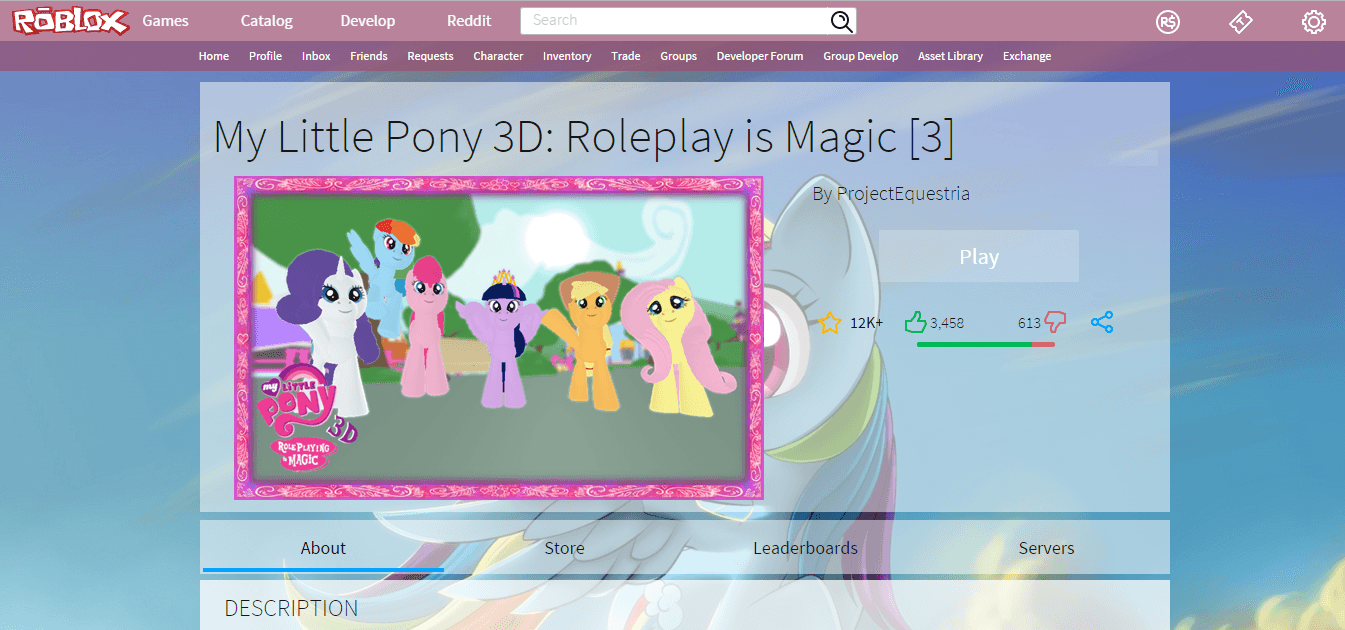 ROBLOX Games Catalog Develop Reddit Search R$
Home Profile Inbox Friends Requests Character Inventory Trade Groups Developer Forum Group Develop Asset Library Exchange
My Little Pony 3D: Roleplay is Magic [3]
By ProjectEquestria
Play
12K+ 3,458 613
my LITTLE
PONY
3D
ROLEPLAYING
is
MAGIC
About Store Leaderboards Servers
DESCRIPTION